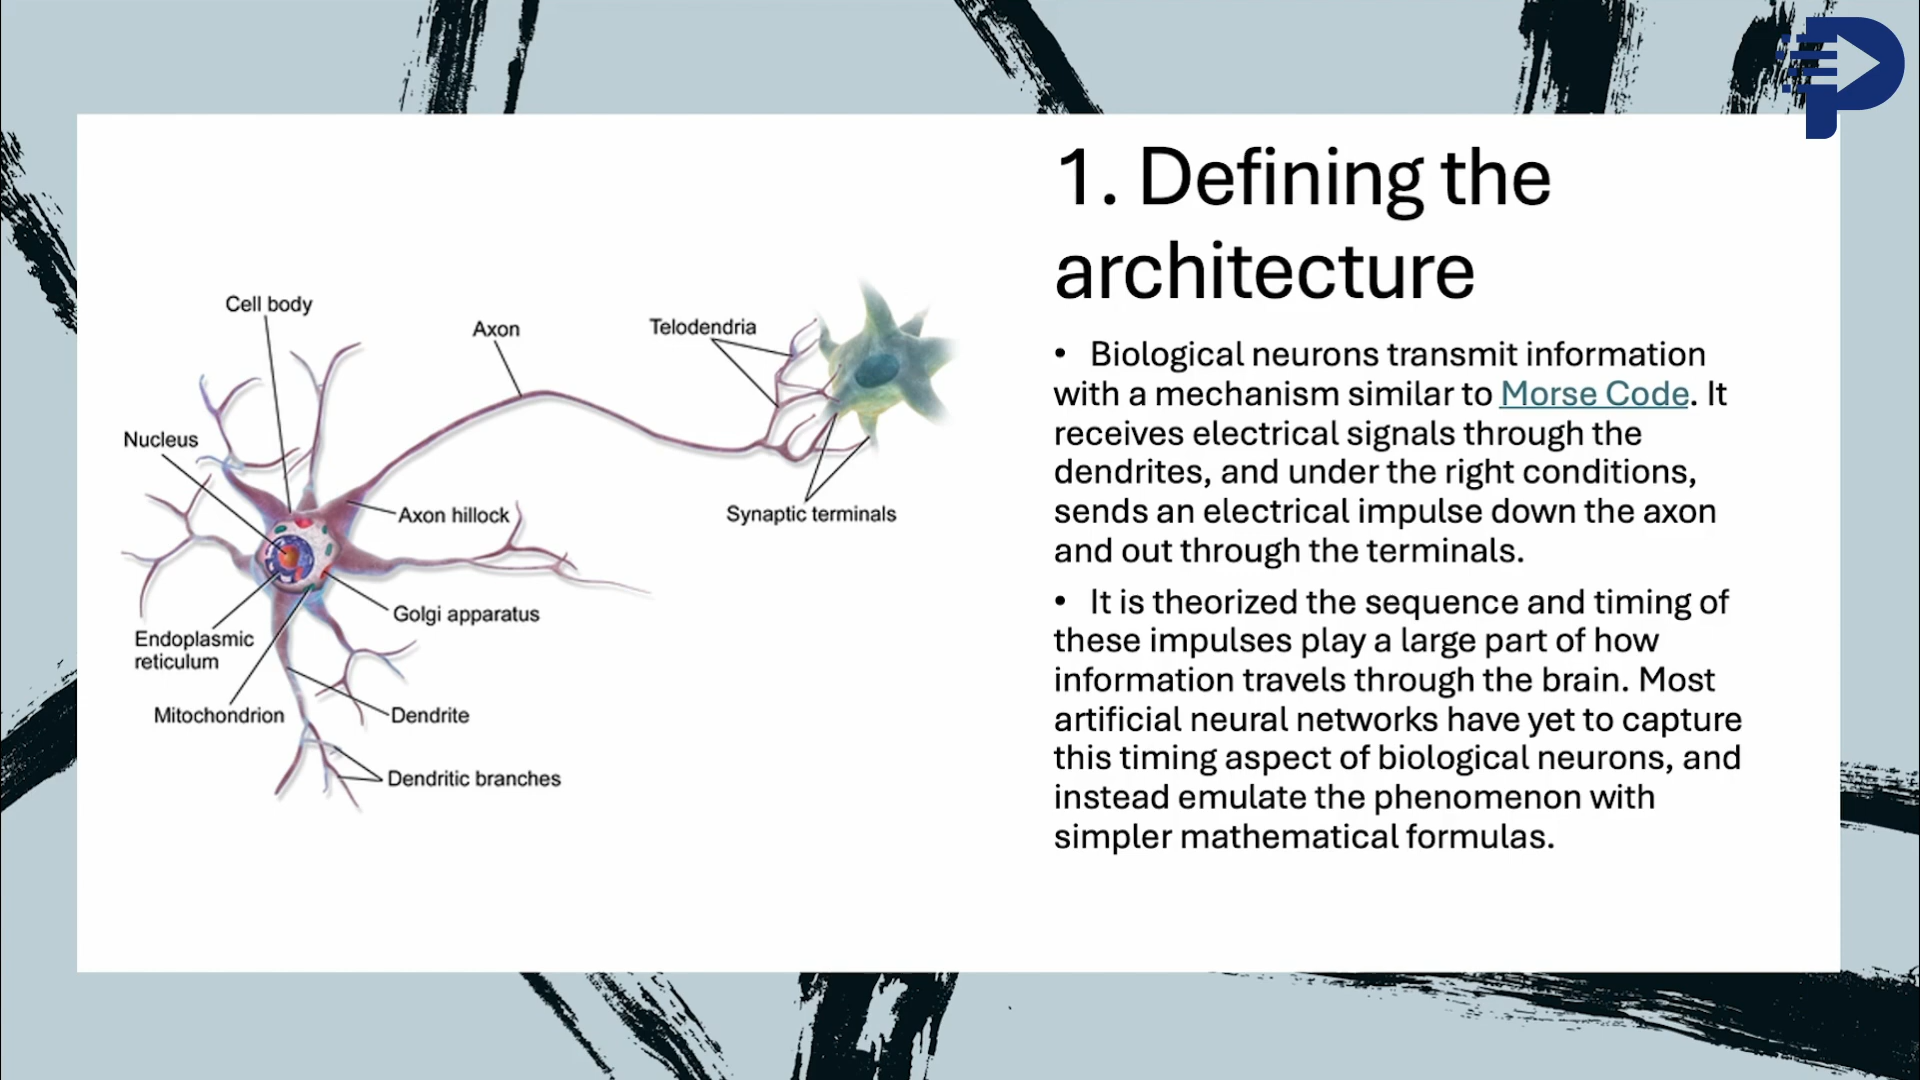 1. Defining the
architecture
Cell body
Axon
Telodendria
Nucleus
Axon hillock
Synaptic terminals
Golgi apparatus
Endoplasmic
reticulum
Mitochondrion
Dendrite
Dendritic branches
• Biological neurons transmit information
with a mechanism similar to Morse Code. It
receives electrical signals through the
dendrites, and under the right conditions,
sends an electrical impulse down the axon
and out through the terminals.
• It is theorized the sequence and timing of
these impulses play a large part of how
information travels through the brain. Most
artificial neural networks have yet to capture
this timing aspect of biological neurons, and
instead emulate the phenomenon with
simpler mathematical formulas.